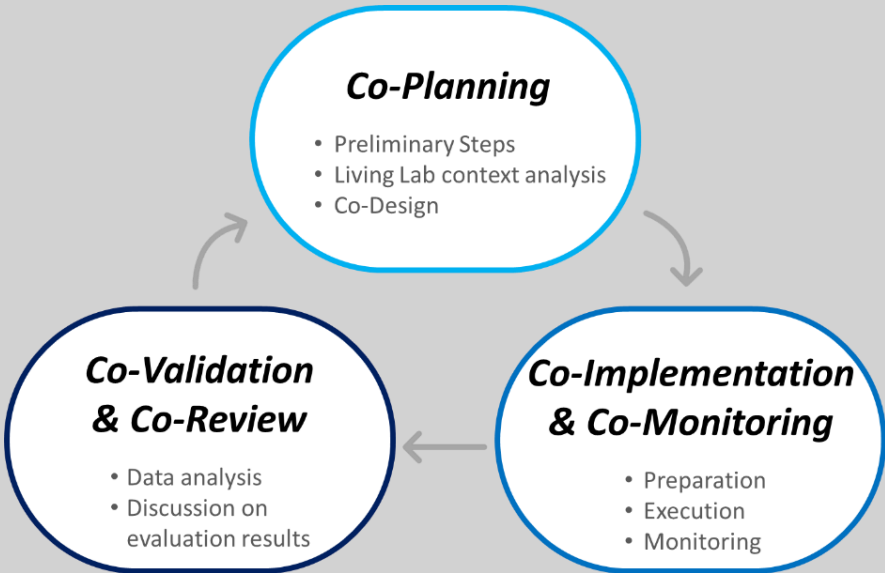 Co-Planning
• Preliminary Steps
• Living Lab context analysis
• Co-Design
Co-Validation
& Co-Review
• Data analysis
• Discussion on
evaluation results
Co-Implementation
& Co-Monitoring
• Preparation
• Execution
• Monitoring